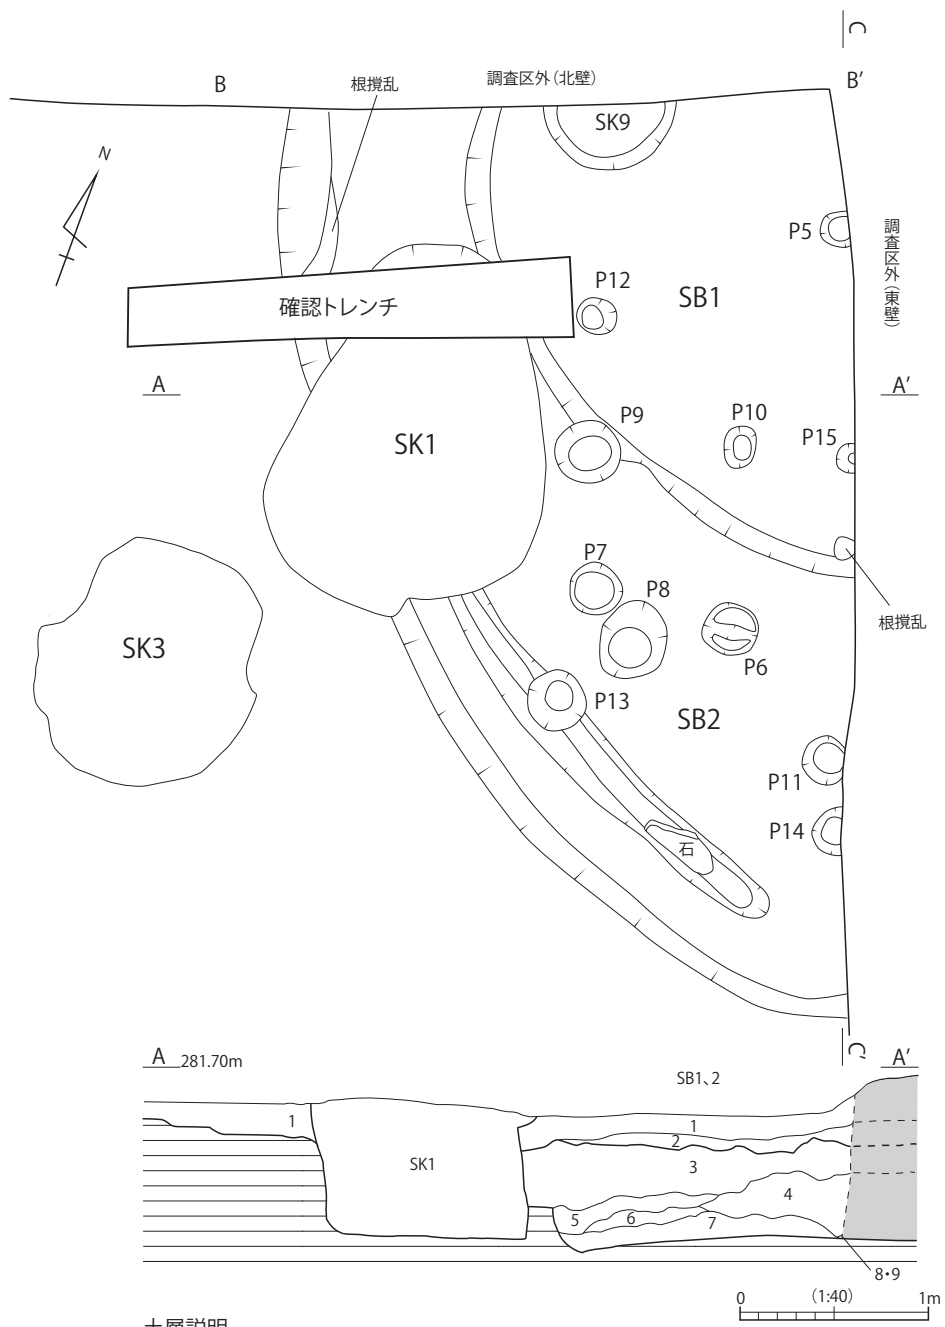 C
B
根撹乱
調査区外（北壁）
B′
SK9
N
P5
調査区外（東壁）
P12
SB1
確認トレンチ
A
A′
P9
P10
P15
SK1
P7
P8
根撹乱
SK3
P6
P13
SB2
P11
P14
石
C′
A 281.70m
A′
SB1、2
1
1
2
SK1
3
4
5
6
7
8・9
0 （1:40） 1m